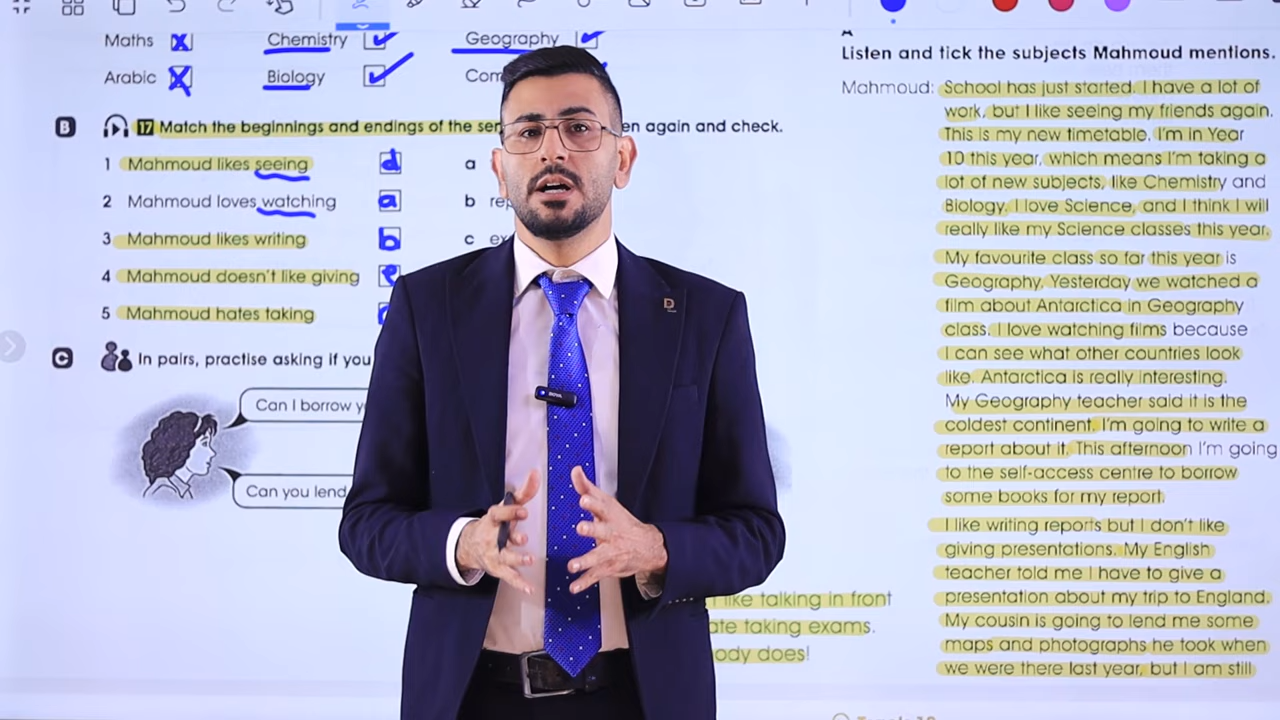 Maths Chemistry Geography
Arabic Biology Com
B 17 Match the beginnings and endings of the sen en again and check.
1 Mahmoud likes seeing d a
2 Mahmoud loves watching a b rep
3 Mahmoud likes writing b c ex
4 Mahmoud doesn't like giving e
5 Mahmoud hates taking
C In pairs, practise asking if you
Can I borrow y
Can you lend
like talking in front
ate taking exams.
ody does!
A
Listen and tick the subjects Mahmoud mentions.
Mahmoud: School has just started. I have a lot of
work, but I like seeing my friends again.
This is my new timetable. I'm in Year
10 this year, which means I'm taking a
lot of new subjects, like Chemistry and
Biology. I love Science, and I think I will
really like my Science classes this year.
My favourite class so far this year is
Geography. Yesterday we watched a
film about Antarctica in Geography
class. I love watching films because
I can see what other countries look
like. Antarctica is really interesting.
My Geography teacher said it is the
coldest continent. I'm going to write a
report about it. This afternoon I'm going
to the self-access centre to borrow
some books for my report.
I like writing reports but I don't like
giving presentations. My English
teacher told me I have to give a
presentation about my trip to England.
My cousin is going to lend me some
maps and photographs he took when
we were there last year, but I am still